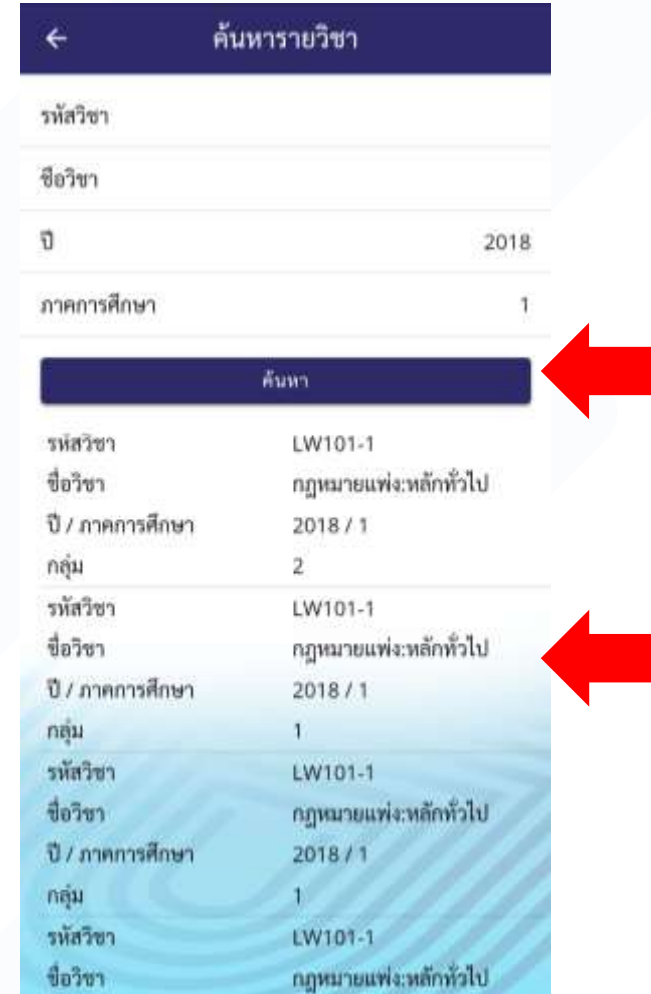 ค้นหารายวิชา
รหัสวิชา
ชื่อวิชา
ปี 2018
ภาคการศึกษา 1
ค้นหา
รหัสวิชา LW101-1
ชื่อวิชา กฎหมายแพ่ง:หลักทั่วไป
ปี / ภาคการศึกษา 2018 / 1
กลุ่ม 2
รหัสวิชา LW101-1
ชื่อวิชา กฎหมายแพ่ง:หลักทั่วไป
ปี / ภาคการศึกษา 2018 / 1
กลุ่ม 1
รหัสวิชา LW101-1
ชื่อวิชา กฎหมายแพ่ง:หลักทั่วไป
ปี / ภาคการศึกษา 2018 / 1
กลุ่ม 1
รหัสวิชา LW101-1
ชื่อวิชา กฎหมายแพ่ง:หลักทั่วไป